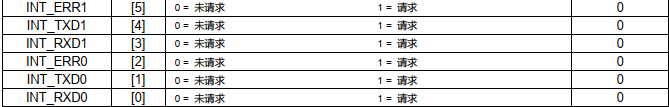 INT_ERR1 [5] 0 = 未请求 1 = 请求 0
INT_TXD1 [4] 0 = 未请求 1 = 请求 0
INT_RXD1 [3] 0 = 未请求 1 = 请求 0
INT_ERR0 [2] 0 = 未请求 1 = 请求 0
INT_TXD0 [1] 0 = 未请求 1 = 请求 0
INT_RXD0 [0] 0 = 未请求 1 = 请求 0